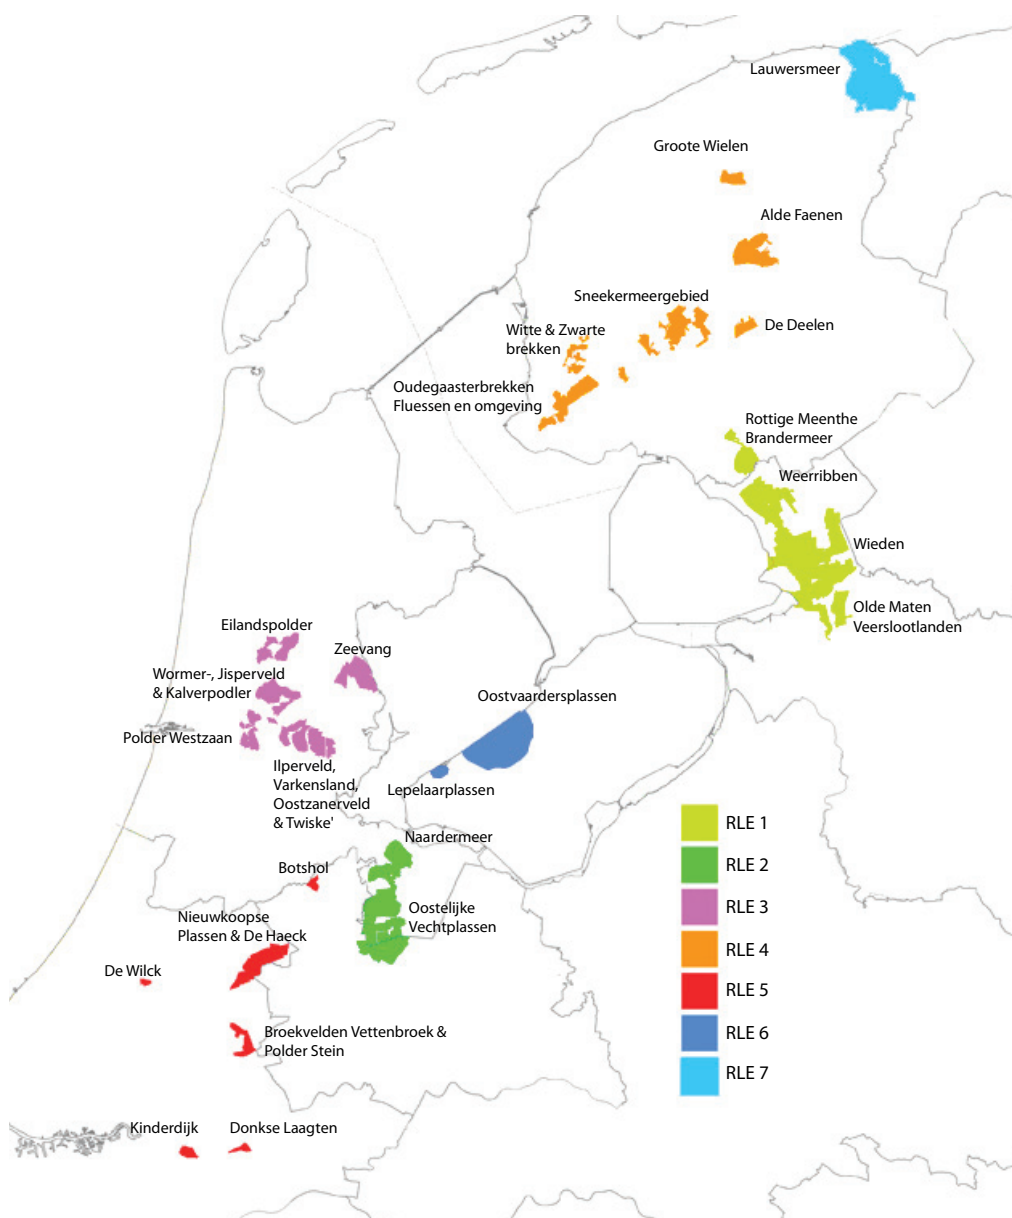 Lauwersmeer
Groote Wielen
Alde Faenen
Sneekermeergebied
De Deelen
Witte & Zwarte
brekken
Oudegaasterbrekken
Fluessen en omgeving
Rottige Meenthe
Brandermeer
Weerribben
Wieden
Olde Maten
Veerslootlanden
Eilandspolder
Zeevang
Wormer-, Jisperveld
& Kalverpodler
Oostvaardersplassen
Polder Westzaan
Ilperveld,
Varkensland,
Oostzanerveld
& Twiske'
Lepelaarplassen
Naardermeer
Botshol
Oostelijke
Vechtplassen
Nieuwkoopse
Plassen & De Haeck
De Wilck
Broekvelden Vettenbroek &
Polder Stein
Kinderdijk
Donkse Laagten
RLE 1
RLE 2
RLE 3
RLE 4
RLE 5
RLE 6
RLE 7